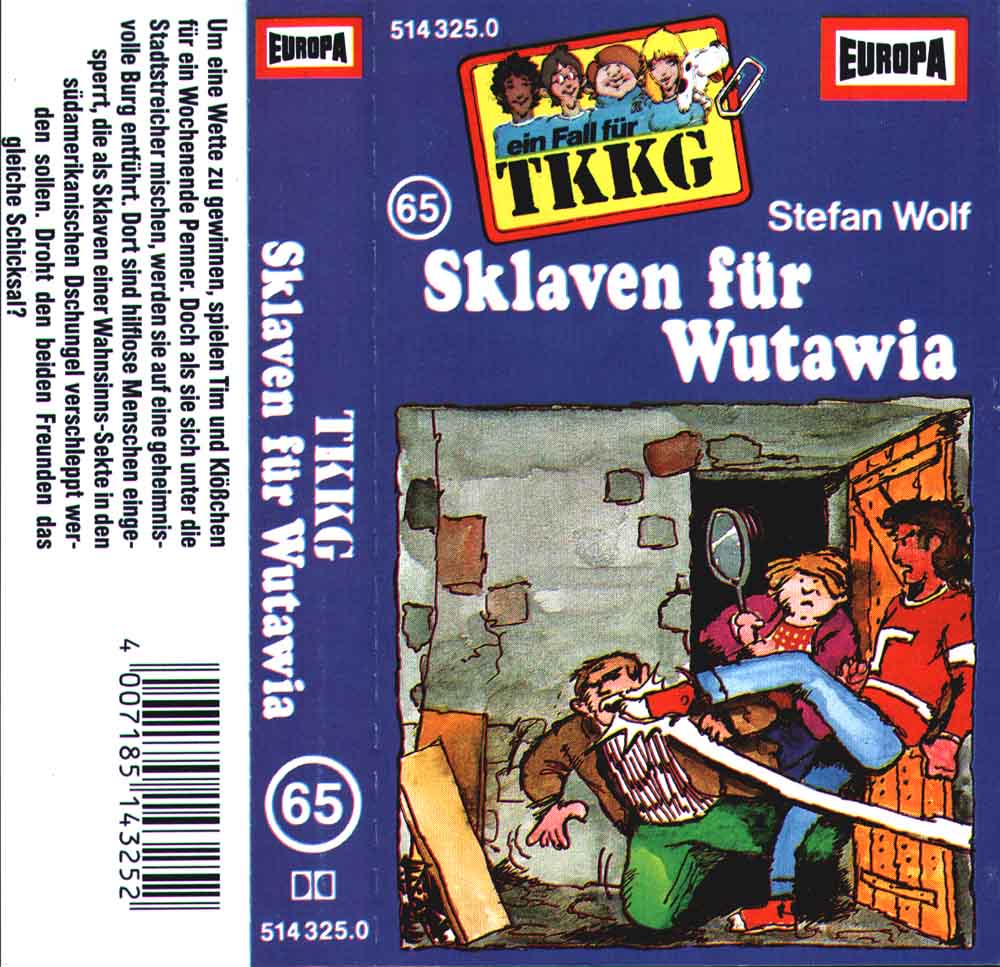 Um eine Wette zu gewinnen, spielen Tim und Klößchen
für ein Wochenende Penner. Doch als sie sich unter die
Stadtstreicher mischen, werden sie auf eine geheimnis-
volle Burg entführt. Dort sind hilflose Menschen einge-
sperrt, die als Sklaven einer Wahnsinns-Sekte in den
südamerikanischen Dschungel verschleppt wer-
den sollen. Droht den beiden Freunden das
gleiche Schicksal?
4 007185 143252
EUROPA
TKKG
Sklaven für Wutawia
65
514 325.0
514 325.0
ein Fall für
TKKG
EUROPA
65
Stefan Wolf
Sklaven für
Wutawia